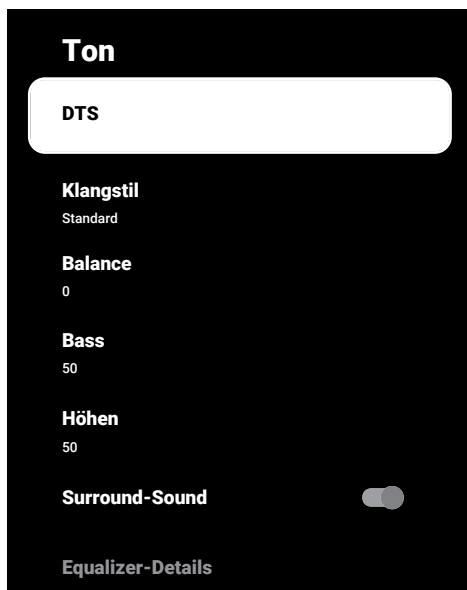 Ton
DTS
Klangstil
Standard
Balance
0
Bass
50
Höhen
50
Surround-Sound
Equalizer-Details